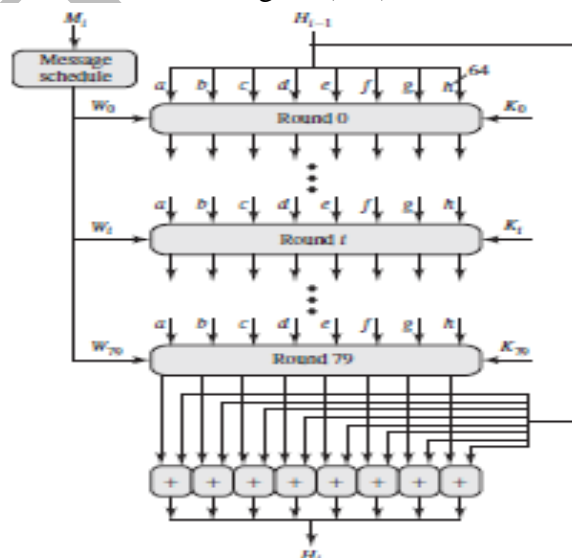 M_i H_{i-1}
Message
schedule
64
a b c d e f g h
W_0 Round 0 K_0
a b c d e f g h
W_t Round t K_t
a b c d e f g h
W_79 Round 79 K_79
+ + + + + + + +
H_i